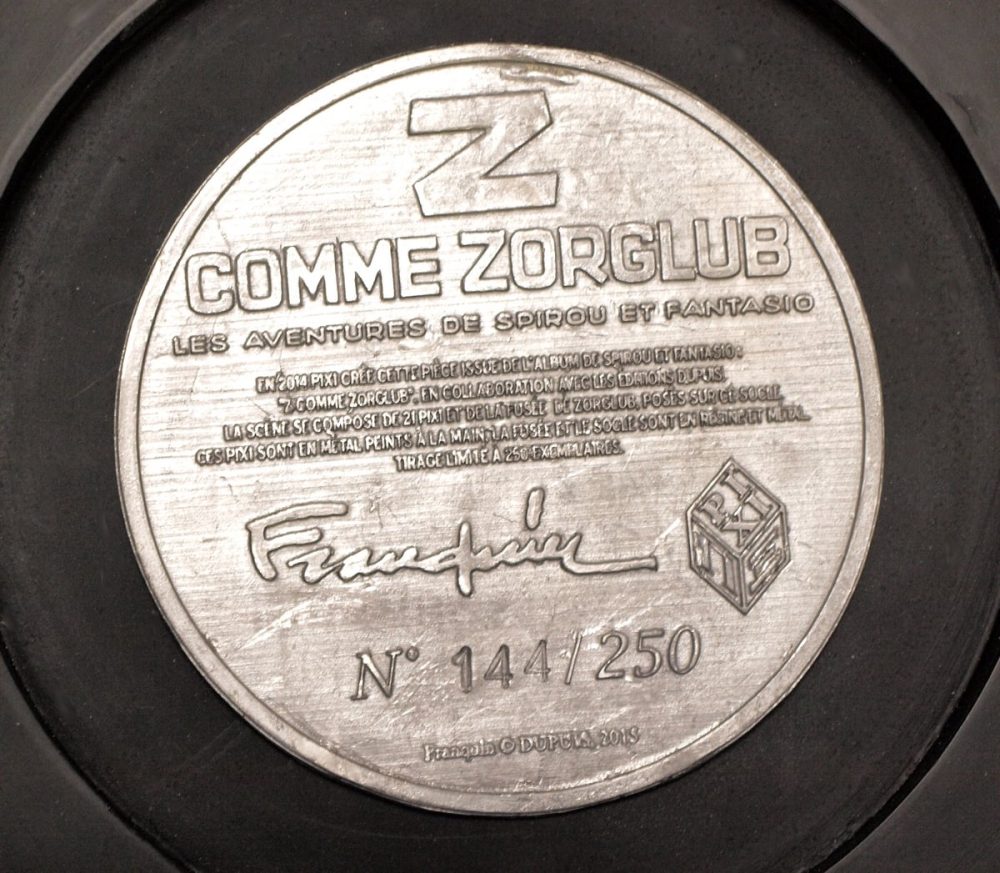 Z
COMME ZORGLUB
LES AVENTURES DE SPIROU ET FANTASIO
EN 2014 PIXI CRÉE CETTE PIÈCE ISSUE DE L'ALBUM DE SPIROU ET FANTASIO :
"Z COMME ZORGLUB", EN COLLABORATION AVEC LES ÉDITIONS DUPUIS.
LA SCÈNE SE COMPOSE DE 21 PIXI ET DE LA FUSÉE DE ZORGLUB, POSÉS SUR CE SOCLE.
CES PIXI SONT EN MÉTAL PEINTS À LA MAIN, LA FUSÉE ET LE SOCLE SONT EN RÉSINE ET MÉTAL.
TIRAGE LIMITÉ À 250 EXEMPLAIRES.
Franquin
PIXI
N° 144/250
Franquin © DUPUIS, 2015